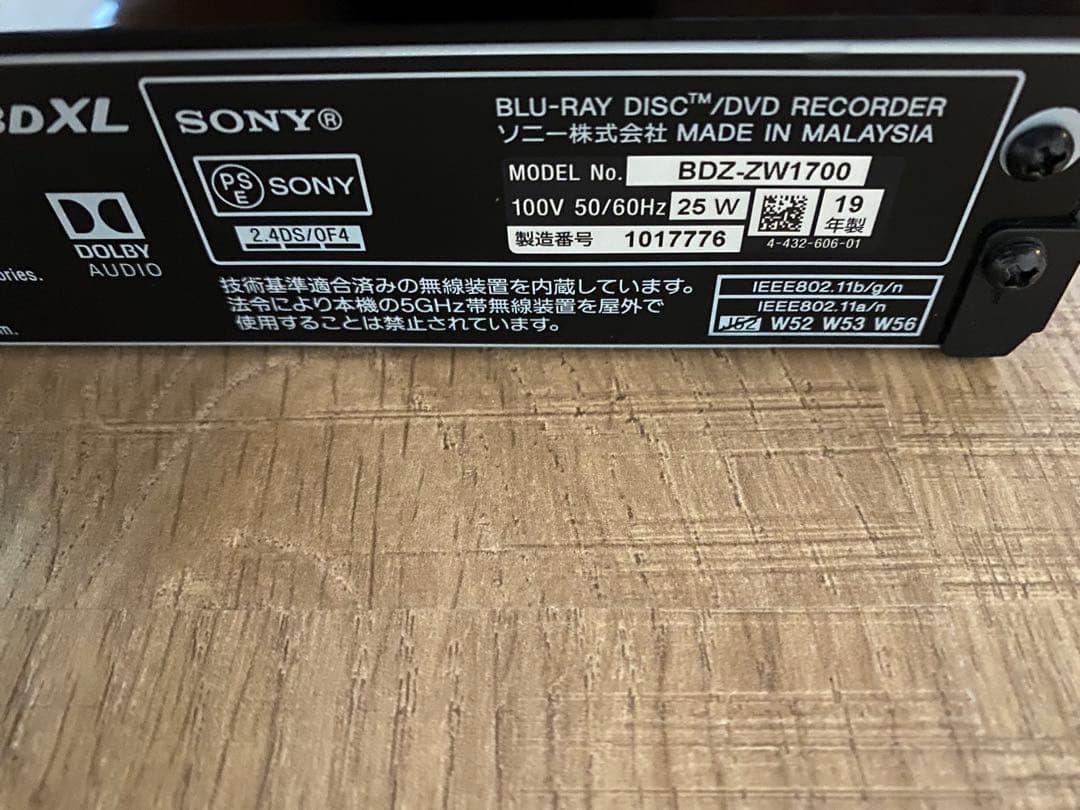 BDXL
SONY®
BLU-RAY DISC™/DVD RECORDER
ソニー株式会社 MADE IN MALAYSIA
PSE SONY
MODEL No. BDZ-ZW1700
100V 50/60Hz 25 W
19
年製
2.4DS/OF4
製造番号 1017776
4-432-606-01
DOLBY
AUDIO
技術基準適合済みの無線装置を内蔵しています。
法令により本機の5GHz帯無線装置を屋外で
使用することは禁止されています。
IEEE802.11b/g/n
IEEE802.11a/n
J52 W52 W53 W56